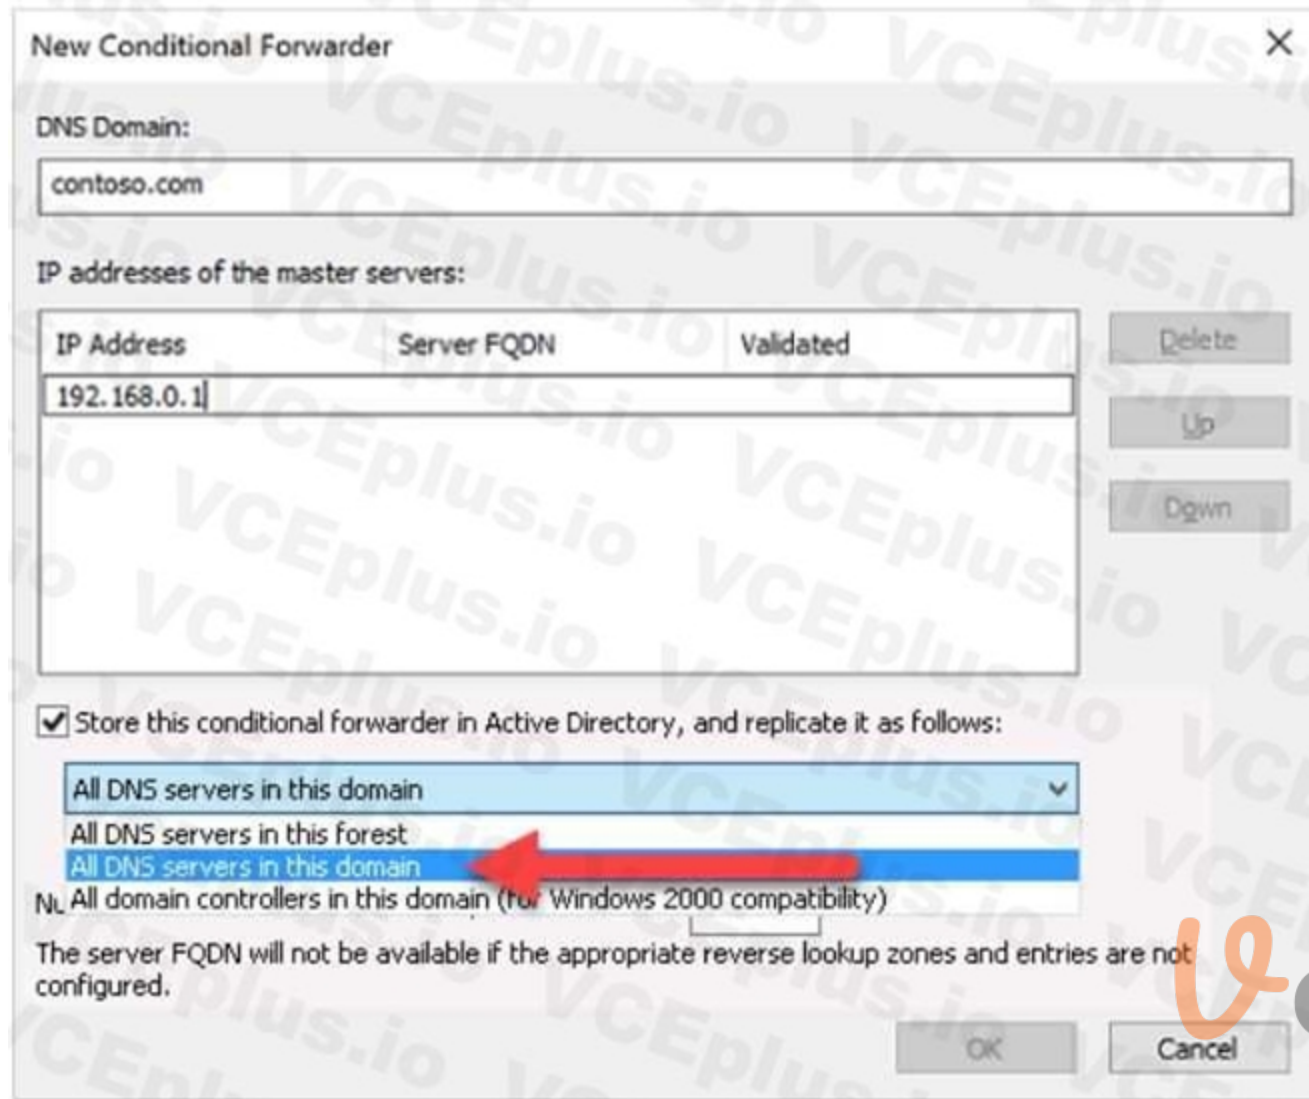 New Conditional Forwarder
DNS Domain:
contoso.com
IP addresses of the master servers:
IP Address Server FQDN Validated
192.168.0.1
Delete
Up
Down
Store this conditional forwarder in Active Directory, and replicate it as follows:
All DNS servers in this domain
All DNS servers in this forest
All DNS servers in this domain
All domain controllers in this domain (for Windows 2000 compatibility)
The server FQDN will not be available if the appropriate reverse lookup zones and entries are not
configured.
OK Cancel
VCEplus.io